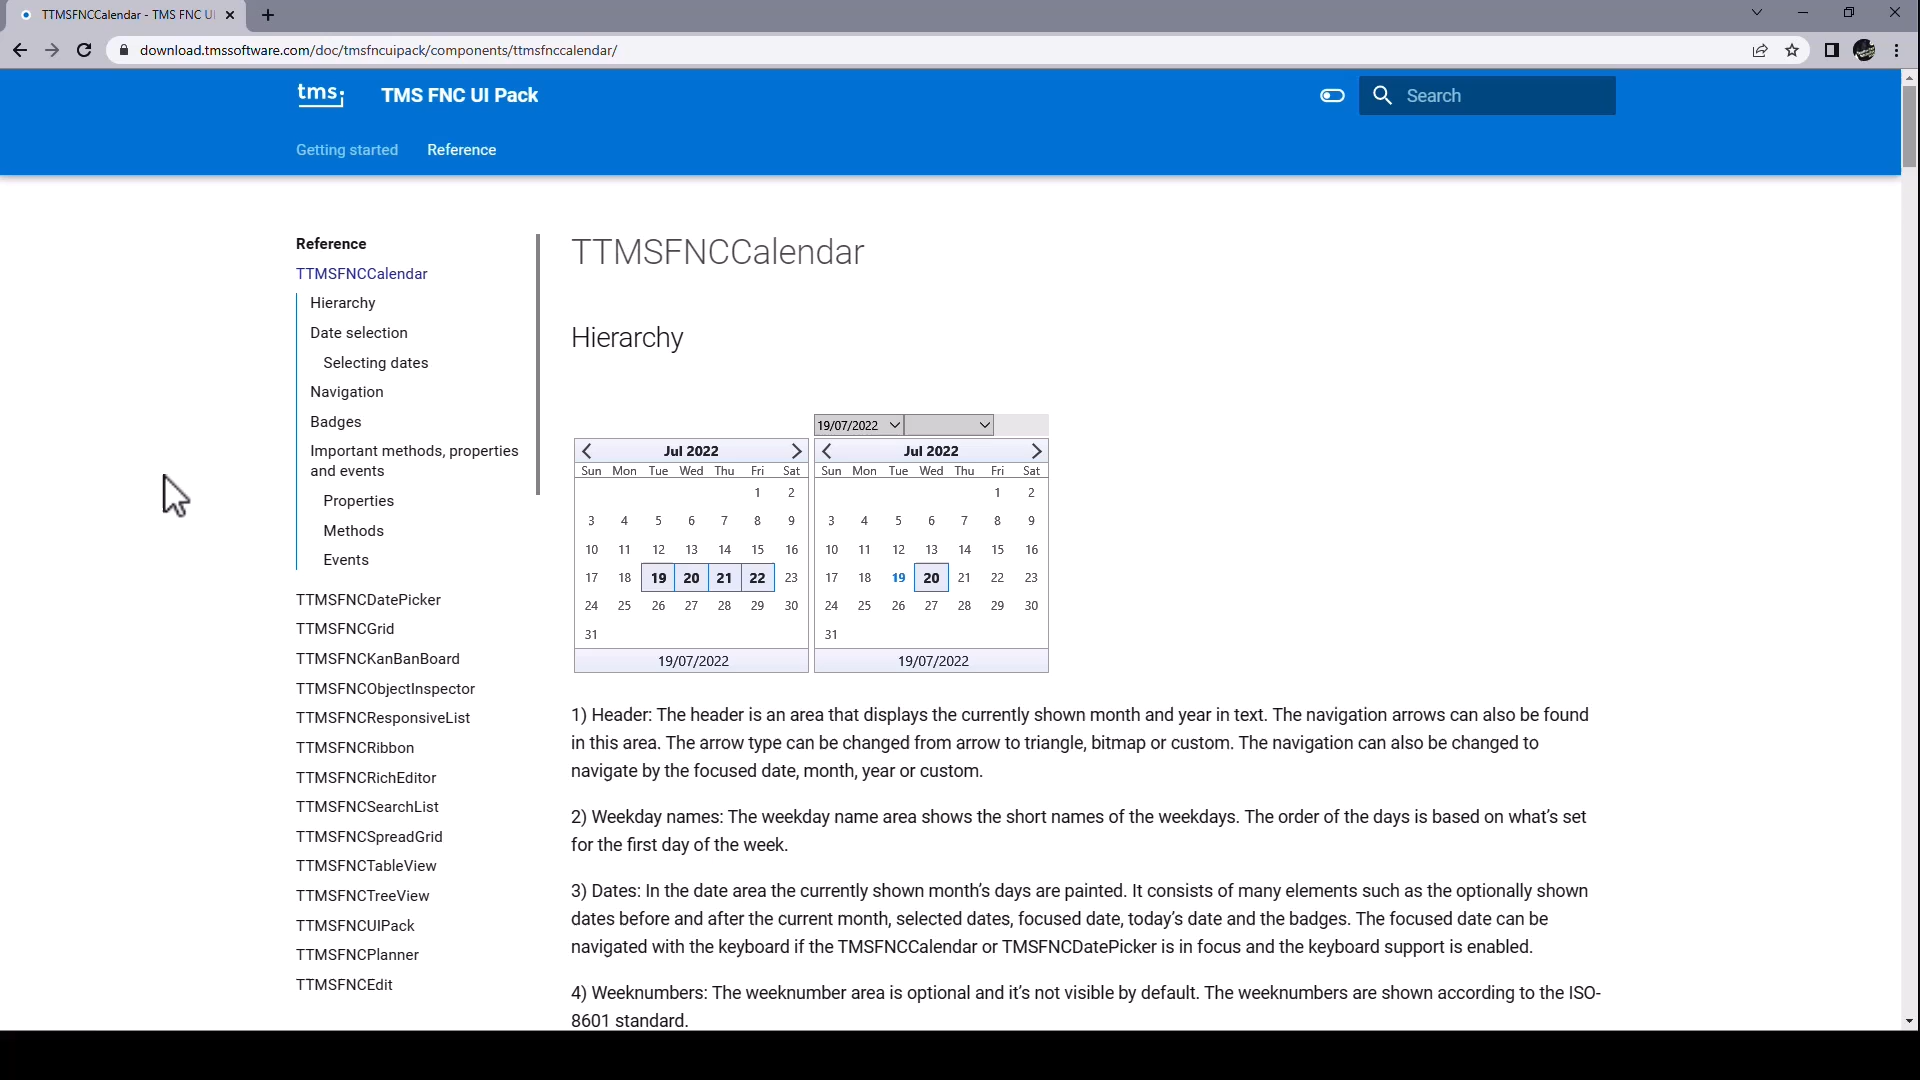 TTMSFNCCalendar - TMS FNC UI
download.tmssoftware.com/doc/tmsfncuipack/components/ttmsfnccalendar/
tms;
TMS FNC UI Pack
Search
Getting started
Reference
Reference
TTMSFNCCalendar
Hierarchy
Date selection
Selecting dates
Navigation
Badges
Important methods, properties
and events
Properties
Methods
Events
TTMSFNCDatePicker
TTMSFNCGrid
TTMSFNCKanBanBoard
TTMSFNCObjectInspector
TTMSFNCResponsiveList
TTMSFNCRibbon
TTMSFNCRichEditor
TTMSFNCSearchList
TTMSFNCSpreadGrid
TTMSFNCTableView
TTMSFNCTreeView
TTMSFNCUIPack
TTMSFNCPlanner
TTMSFNCEdit
TTMSFNCCalendar
Hierarchy
19/07/2022
Jul 2022
Sun Mon Tue Wed Thu Fri Sat
1 2
3 4 5 6 7 8 9
10 11 12 13 14 15 16
17 18 19 20 21 22 23
24 25 26 27 28 29 30
31
19/07/2022
Jul 2022
Sun Mon Tue Wed Thu Fri Sat
1 2
3 4 5 6 7 8 9
10 11 12 13 14 15 16
17 18 19 20 21 22 23
24 25 26 27 28 29 30
31
19/07/2022
1) Header: The header is an area that displays the currently shown month and year in text. The navigation arrows can also be found
in this area. The arrow type can be changed from arrow to triangle, bitmap or custom. The navigation can also be changed to
navigate by the focused date, month, year or custom.
2) Weekday names: The weekday name area shows the short names of the weekdays. The order of the days is based on what's set
for the first day of the week.
3) Dates: In the date area the currently shown month's days are painted. It consists of many elements such as the optionally shown
dates before and after the current month, selected dates, focused date, today's date and the badges. The focused date can be
navigated with the keyboard if the TMSFNCCalendar or TMSFNCDatePicker is in focus and the keyboard support is enabled.
4) Weeknumbers: The weeknumber area is optional and it's not visible by default. The weeknumbers are shown according to the ISO-
8601 standard.